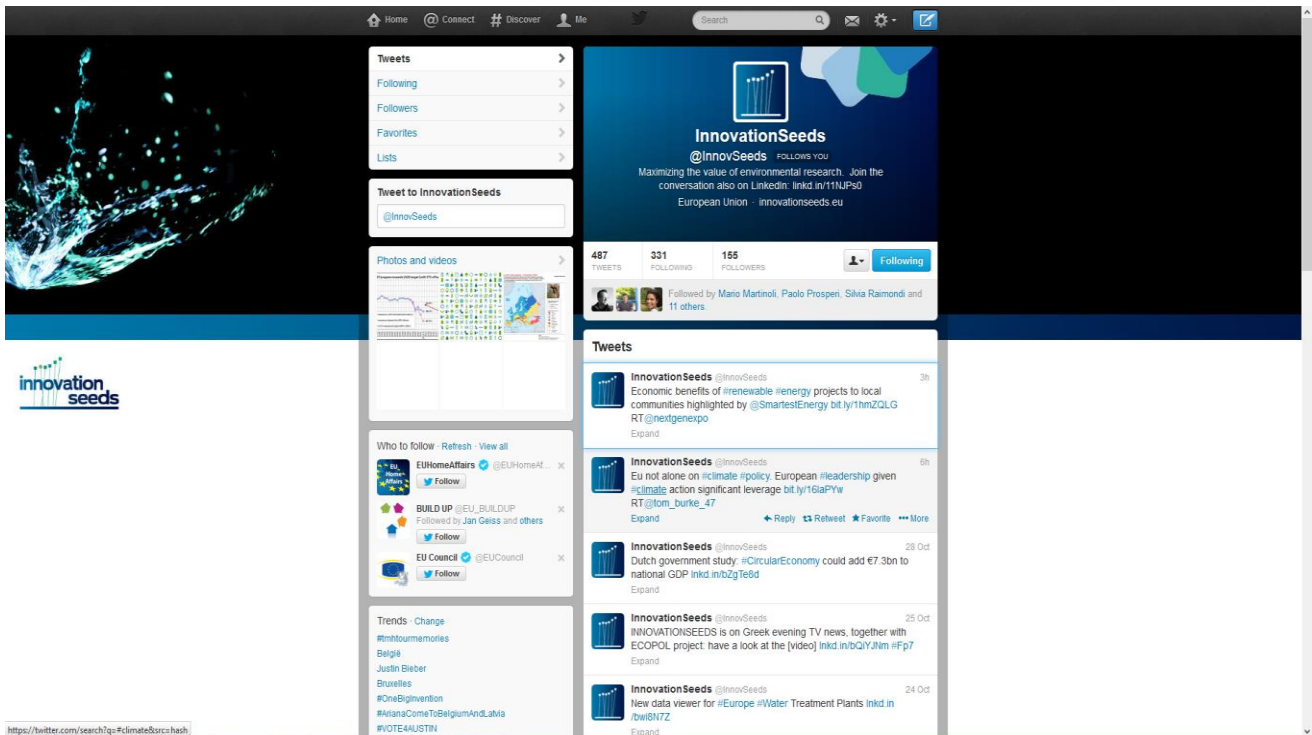 Home @ Connect # Discover Me Search
Tweets
Following
Followers
Favorites
Lists
Tweet to InnovationSeeds
@InnovSeeds
Photos and videos
innovation
seeds
Who to follow · Refresh · View all
EUHomeAffairs @EUHomeAf... ×
Follow
BUILD UP @EU_BUILDUP ×
Followed by Jan Geiss and others
Follow
EU Council @EUCouncil ×
Follow
Trends · Change
#tmhtourmemories
België
Justin Bieber
Bruxelles
#OneBigInvention
#ArianaComeToBelgiumAndLatvia
#VOTE4AUSTIN
InnovationSeeds
@InnovSeeds FOLLOWS YOU
Maximizing the value of environmental research. Join the
conversation also on LinkedIn: linkd.in/11NJPs0
European Union · innovationseeds.eu
487 331 155
TWEETS FOLLOWING FOLLOWERS
Following
Followed by Mario Martinoli, Paolo Prosperi, Silvia Raimondi and
11 others.
Tweets
InnovationSeeds @InnovSeeds 3h
Economic benefits of #renewable #energy projects to local
communities highlighted by @SmartestEnergy bit.ly/1hmZQLG
RT@nextgenexpo
Expand
InnovationSeeds @InnovSeeds 6h
Eu not alone on #climate #policy. European #leadership given
#climate action significant leverage bit.ly/16laPYw
RT@tom_burke_47
Expand Reply Retweet Favorite More
InnovationSeeds @InnovSeeds 28 Oct
Dutch government study: #CircularEconomy could add €7.3bn to
national GDP lnkd.in/bZgTe8d
Expand
InnovationSeeds @InnovSeeds 25 Oct
INNOVATIONSEEDS is on Greek evening TV news, together with
ECOPOL project: have a look at the [video] lnkd.in/bQiYJNm #Fp7
Expand
InnovationSeeds @InnovSeeds 24 Oct
New data viewer for #Europe #Water Treatment Plants lnkd.in
/bwi8N7Z
Expand
https://twitter.com/search?q=#climate&src=hash